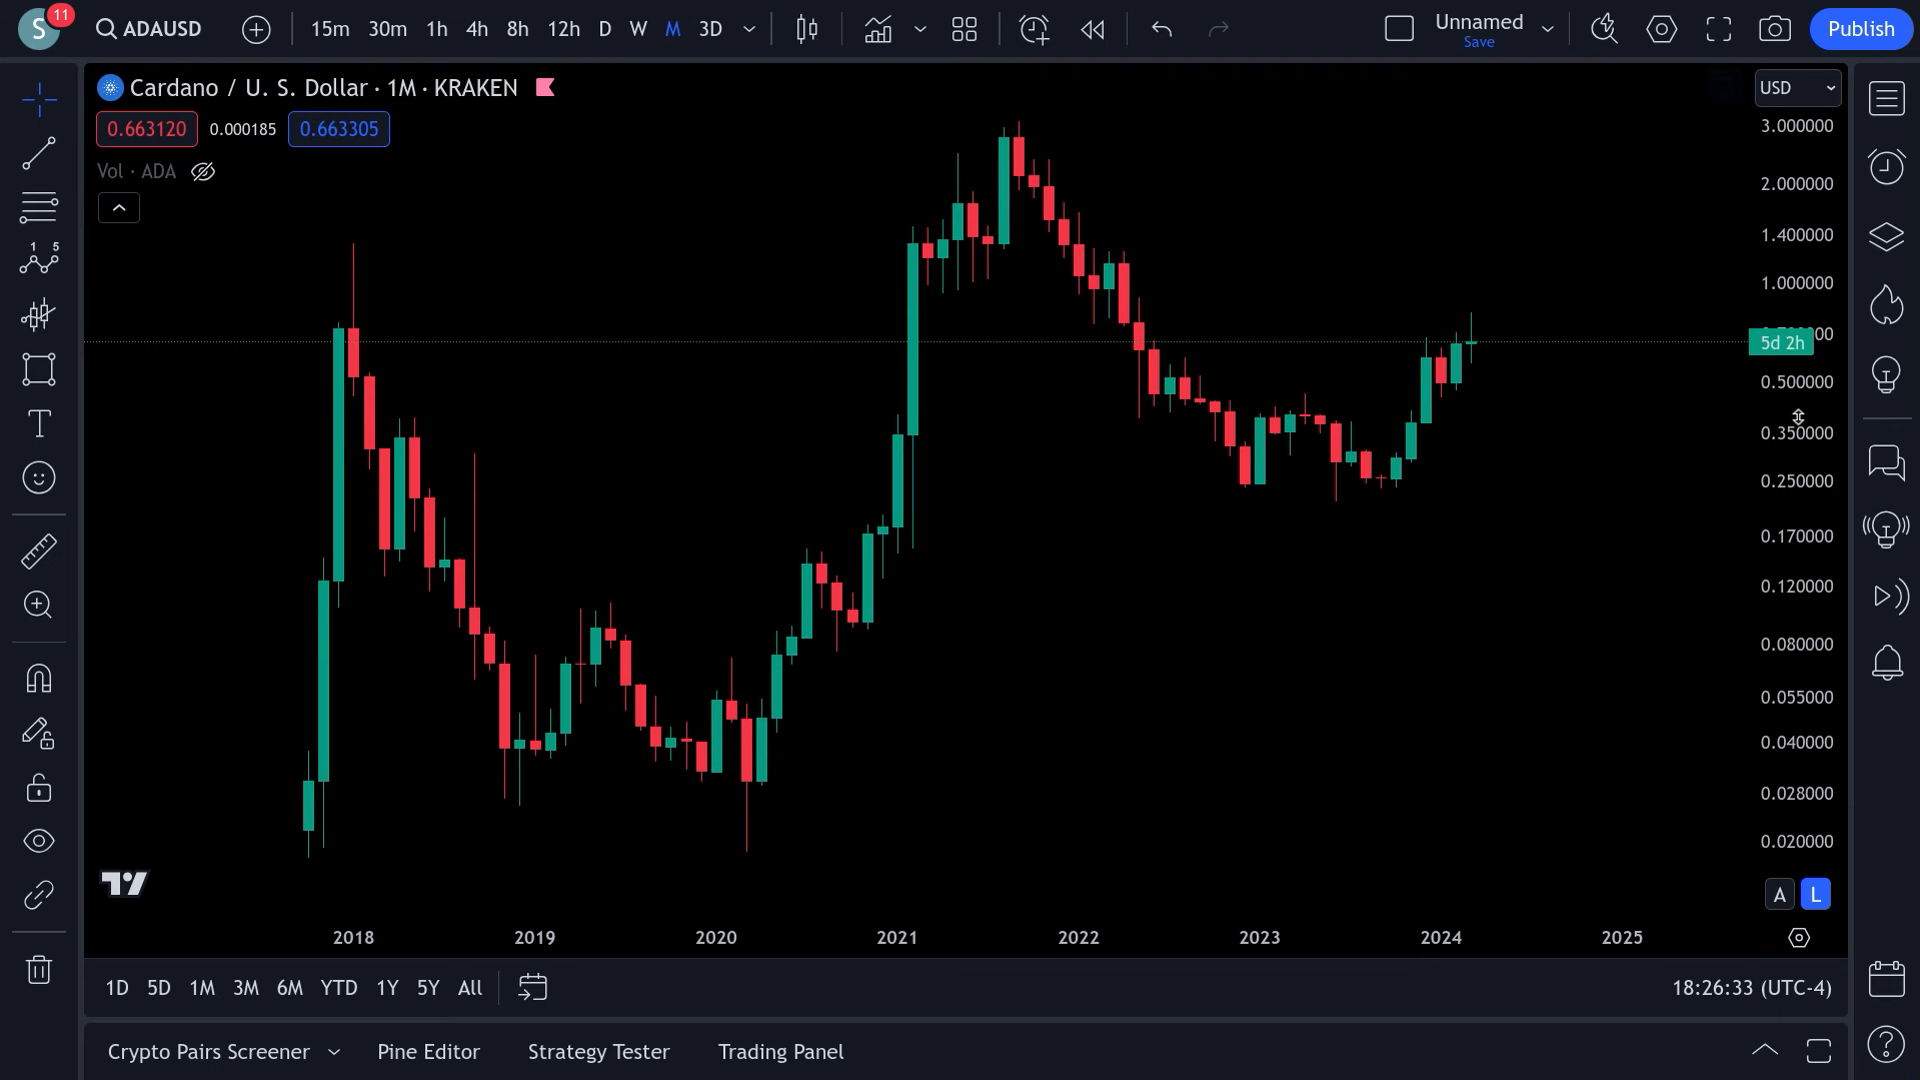 S 11 ADAUSD 15m 30m 1h 4h 8h 12h D W M 3D Unnamed Save Publish
Cardano / U. S. Dollar · 1M · KRAKEN
0.663120 0.000185 0.663305
Vol · ADA
USD
3.000000
2.000000
1.400000
1.000000
5d 2h
0.500000
0.350000
0.250000
0.170000
0.120000
0.080000
0.055000
0.040000
0.028000
0.020000
1 5
T
A L
2018 2019 2020 2021 2022 2023 2024 2025
1D 5D 1M 3M 6M YTD 1Y 5Y All 18:26:33 (UTC-4)
Crypto Pairs Screener Pine Editor Strategy Tester Trading Panel